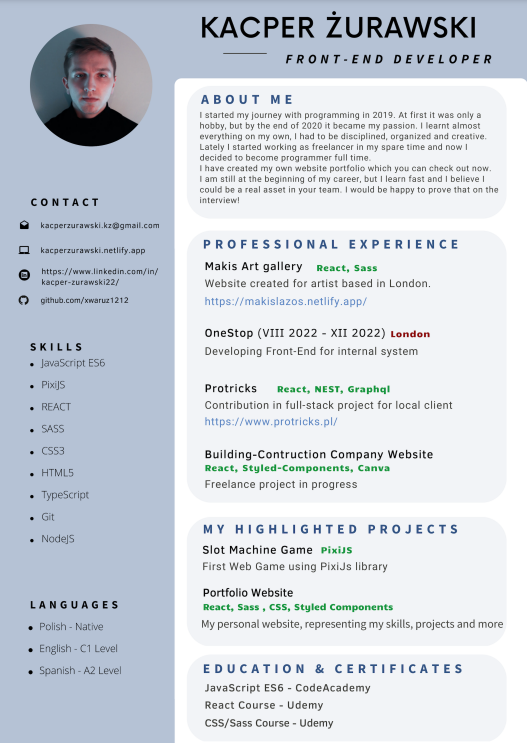 KACPER ŻURAWSKI
FRONT-END DEVELOPER
CONTACT
kacperzurawski.kz@gmail.com
kacperzurawski.netlify.app
https://www.linkedin.com/in/
kacper-zurawski22/
github.com/xwaruz1212
SKILLS
JavaScript ES6
PixiJS
REACT
SASS
CSS3
HTML5
TypeScript
Git
NodeJS
LANGUAGES
Polish - Native
English - C1 Level
Spanish - A2 Level
ABOUT ME
I started my journey with programming in 2019. At first it was only a
hobby, but by the end of 2020 it became my passion. I learnt almost
everything on my own, I had to be disciplined, organized and creative.
Lately I started working as freelancer in my spare time and now I
decided to become programmer full time.
I have created my own website portfolio which you can check out now.
I am still at the beginning of my career, but I learn fast and I believe I
could be a real asset in your team. I would be happy to prove that on the
interview!
PROFESSIONAL EXPERIENCE
Makis Art gallery React, Sass
Website created for artist based in London.
https://makislazos.netlify.app/
OneStop (VIII 2022 - XII 2022) London
Developing Front-End for internal system
Protricks React, NEST, Graphql
Contribution in full-stack project for local client
https://www.protricks.pl/
Building-Contruction Company Website
React, Styled-Components, Canva
Freelance project in progress
MY HIGHLIGHTED PROJECTS
Slot Machine Game PixiJS
First Web Game using PixiJs library
Portfolio Website
React, Sass , CSS, Styled Components
My personal website, representing my skills, projects and more
EDUCATION & CERTIFICATES
JavaScript ES6 - CodeAcademy
React Course - Udemy
CSS/Sass Course - Udemy